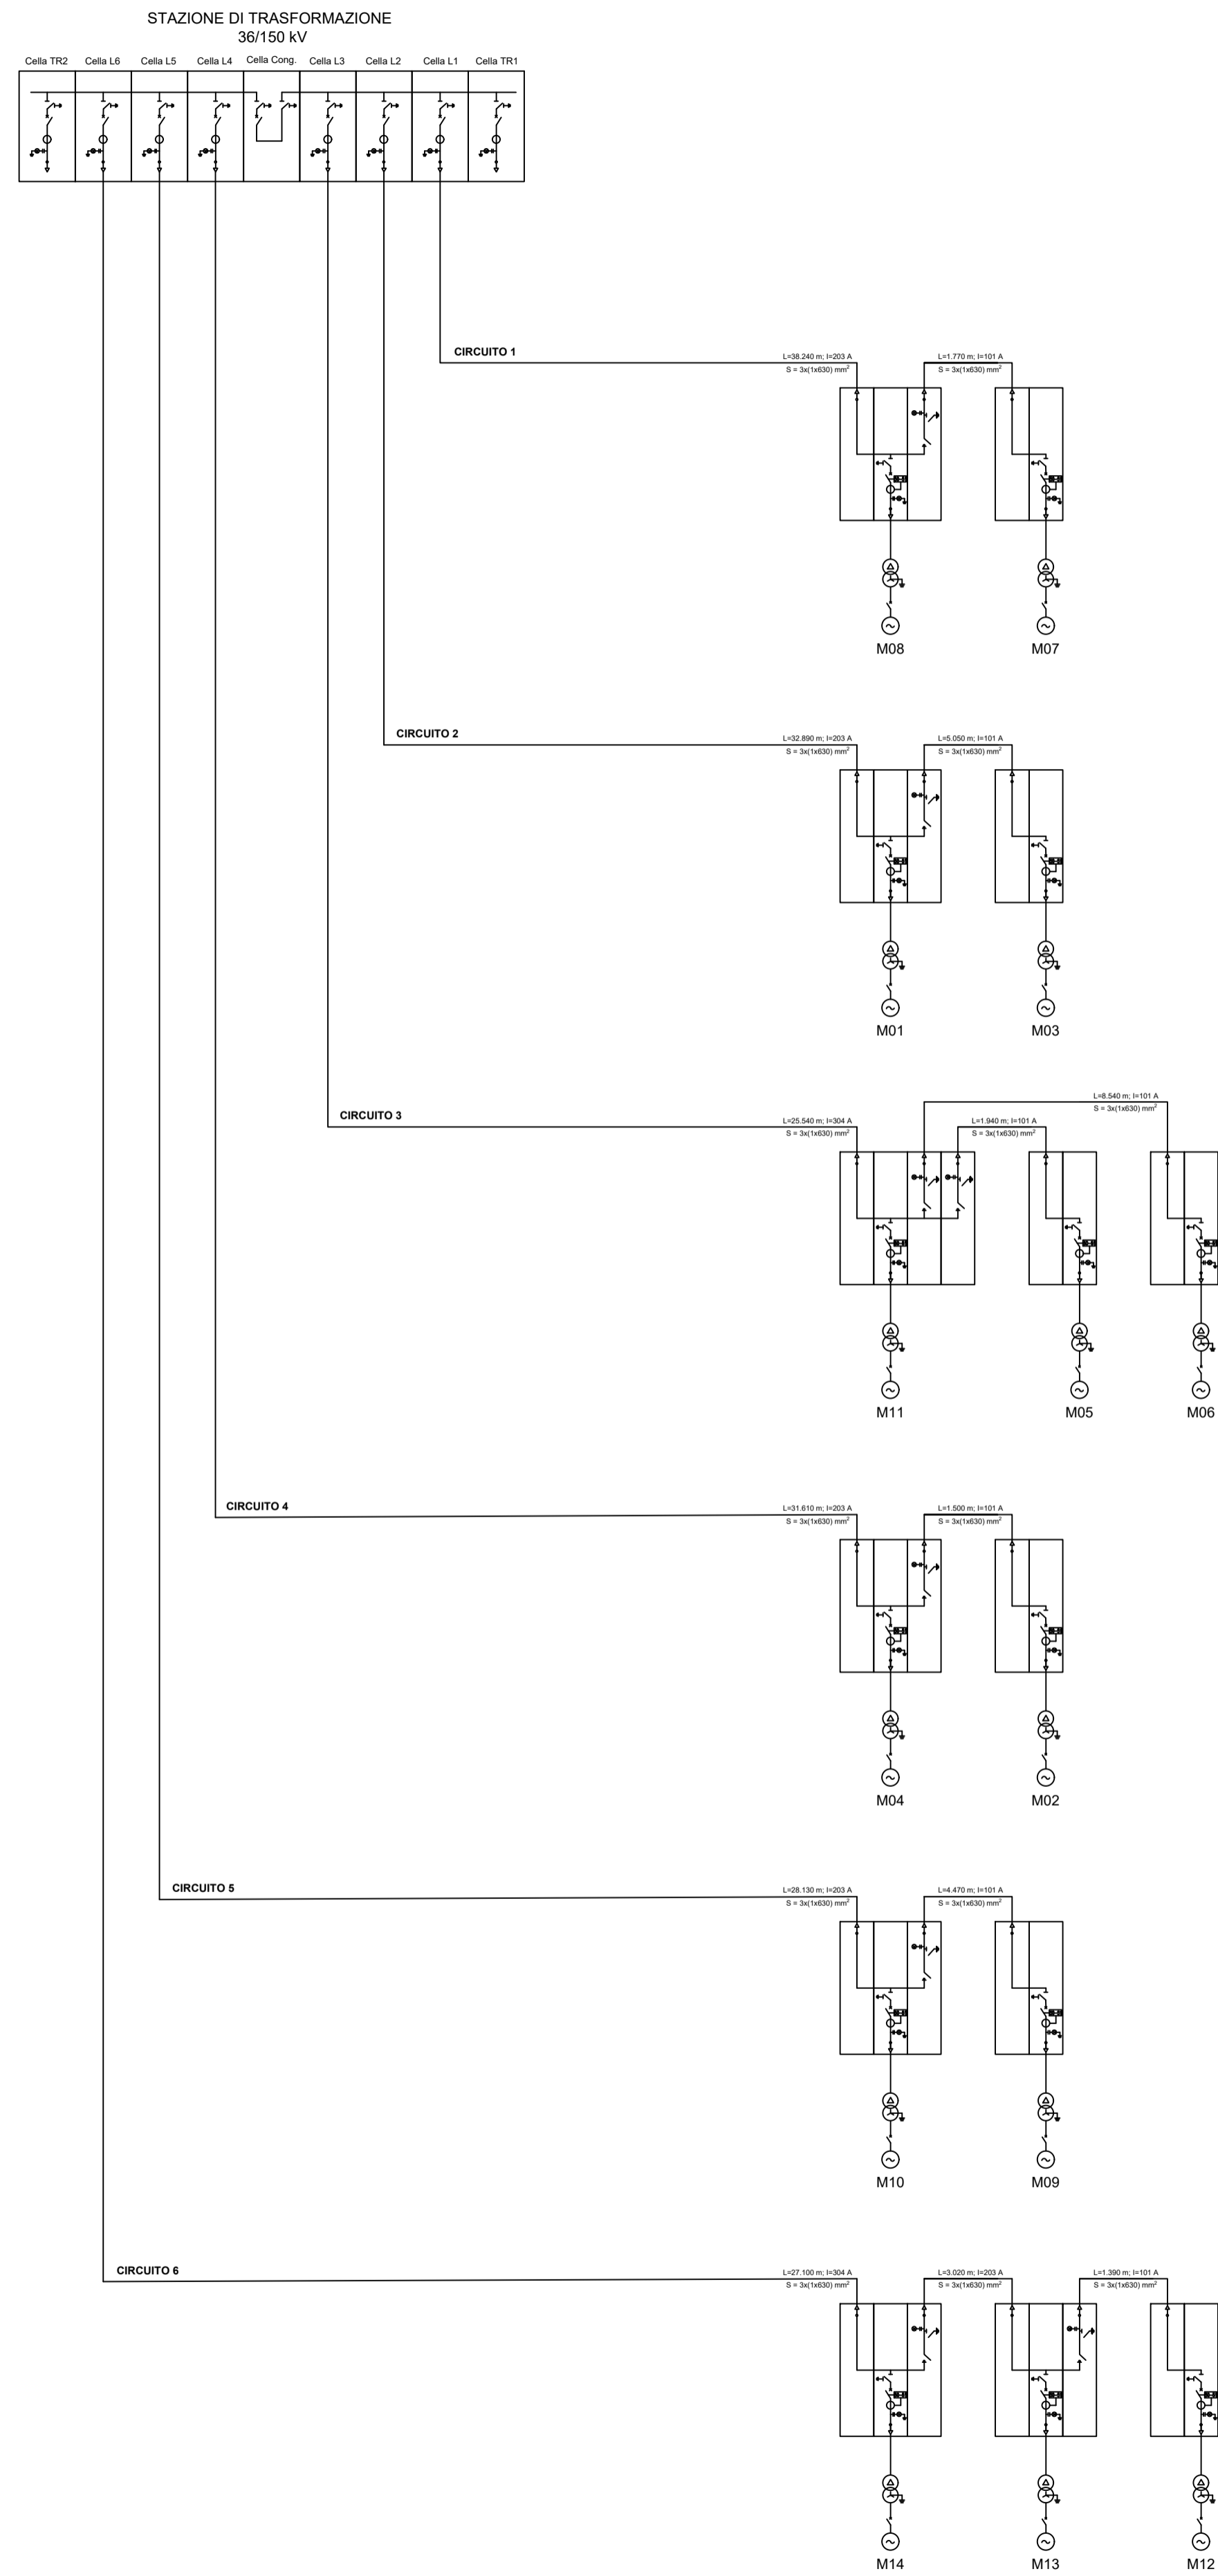 STAZIONE DI TRASFORMAZIONE
36/150 kV
Cella TR2
Cella L6
Cella L5
Cella L4
Cella Cong.
Cella L3
Cella L2
Cella L1
Cella TR1
CIRCUITO 1
L=38.240 m; I=203 A
S = 3x(1x630) mm²
L=1.770 m; I=101 A
S = 3x(1x630) mm²
M08
M07
CIRCUITO 2
L=32.890 m; I=203 A
S = 3x(1x630) mm²
L=5.050 m; I=101 A
S = 3x(1x630) mm²
M01
M03
CIRCUITO 3
L=25.540 m; I=304 A
S = 3x(1x630) mm²
L=1.940 m; I=101 A
S = 3x(1x630) mm²
L=8.540 m; I=101 A
S = 3x(1x630) mm²
M11
M05
M06
CIRCUITO 4
L=31.610 m; I=203 A
S = 3x(1x630) mm²
L=1.500 m; I=101 A
S = 3x(1x630) mm²
M04
M02
CIRCUITO 5
L=28.130 m; I=203 A
S = 3x(1x630) mm²
L=4.470 m; I=101 A
S = 3x(1x630) mm²
M10
M09
CIRCUITO 6
L=27.100 m; I=304 A
S = 3x(1x630) mm²
L=3.020 m; I=203 A
S = 3x(1x630) mm²
L=1.390 m; I=101 A
S = 3x(1x630) mm²
M14
M13
M12